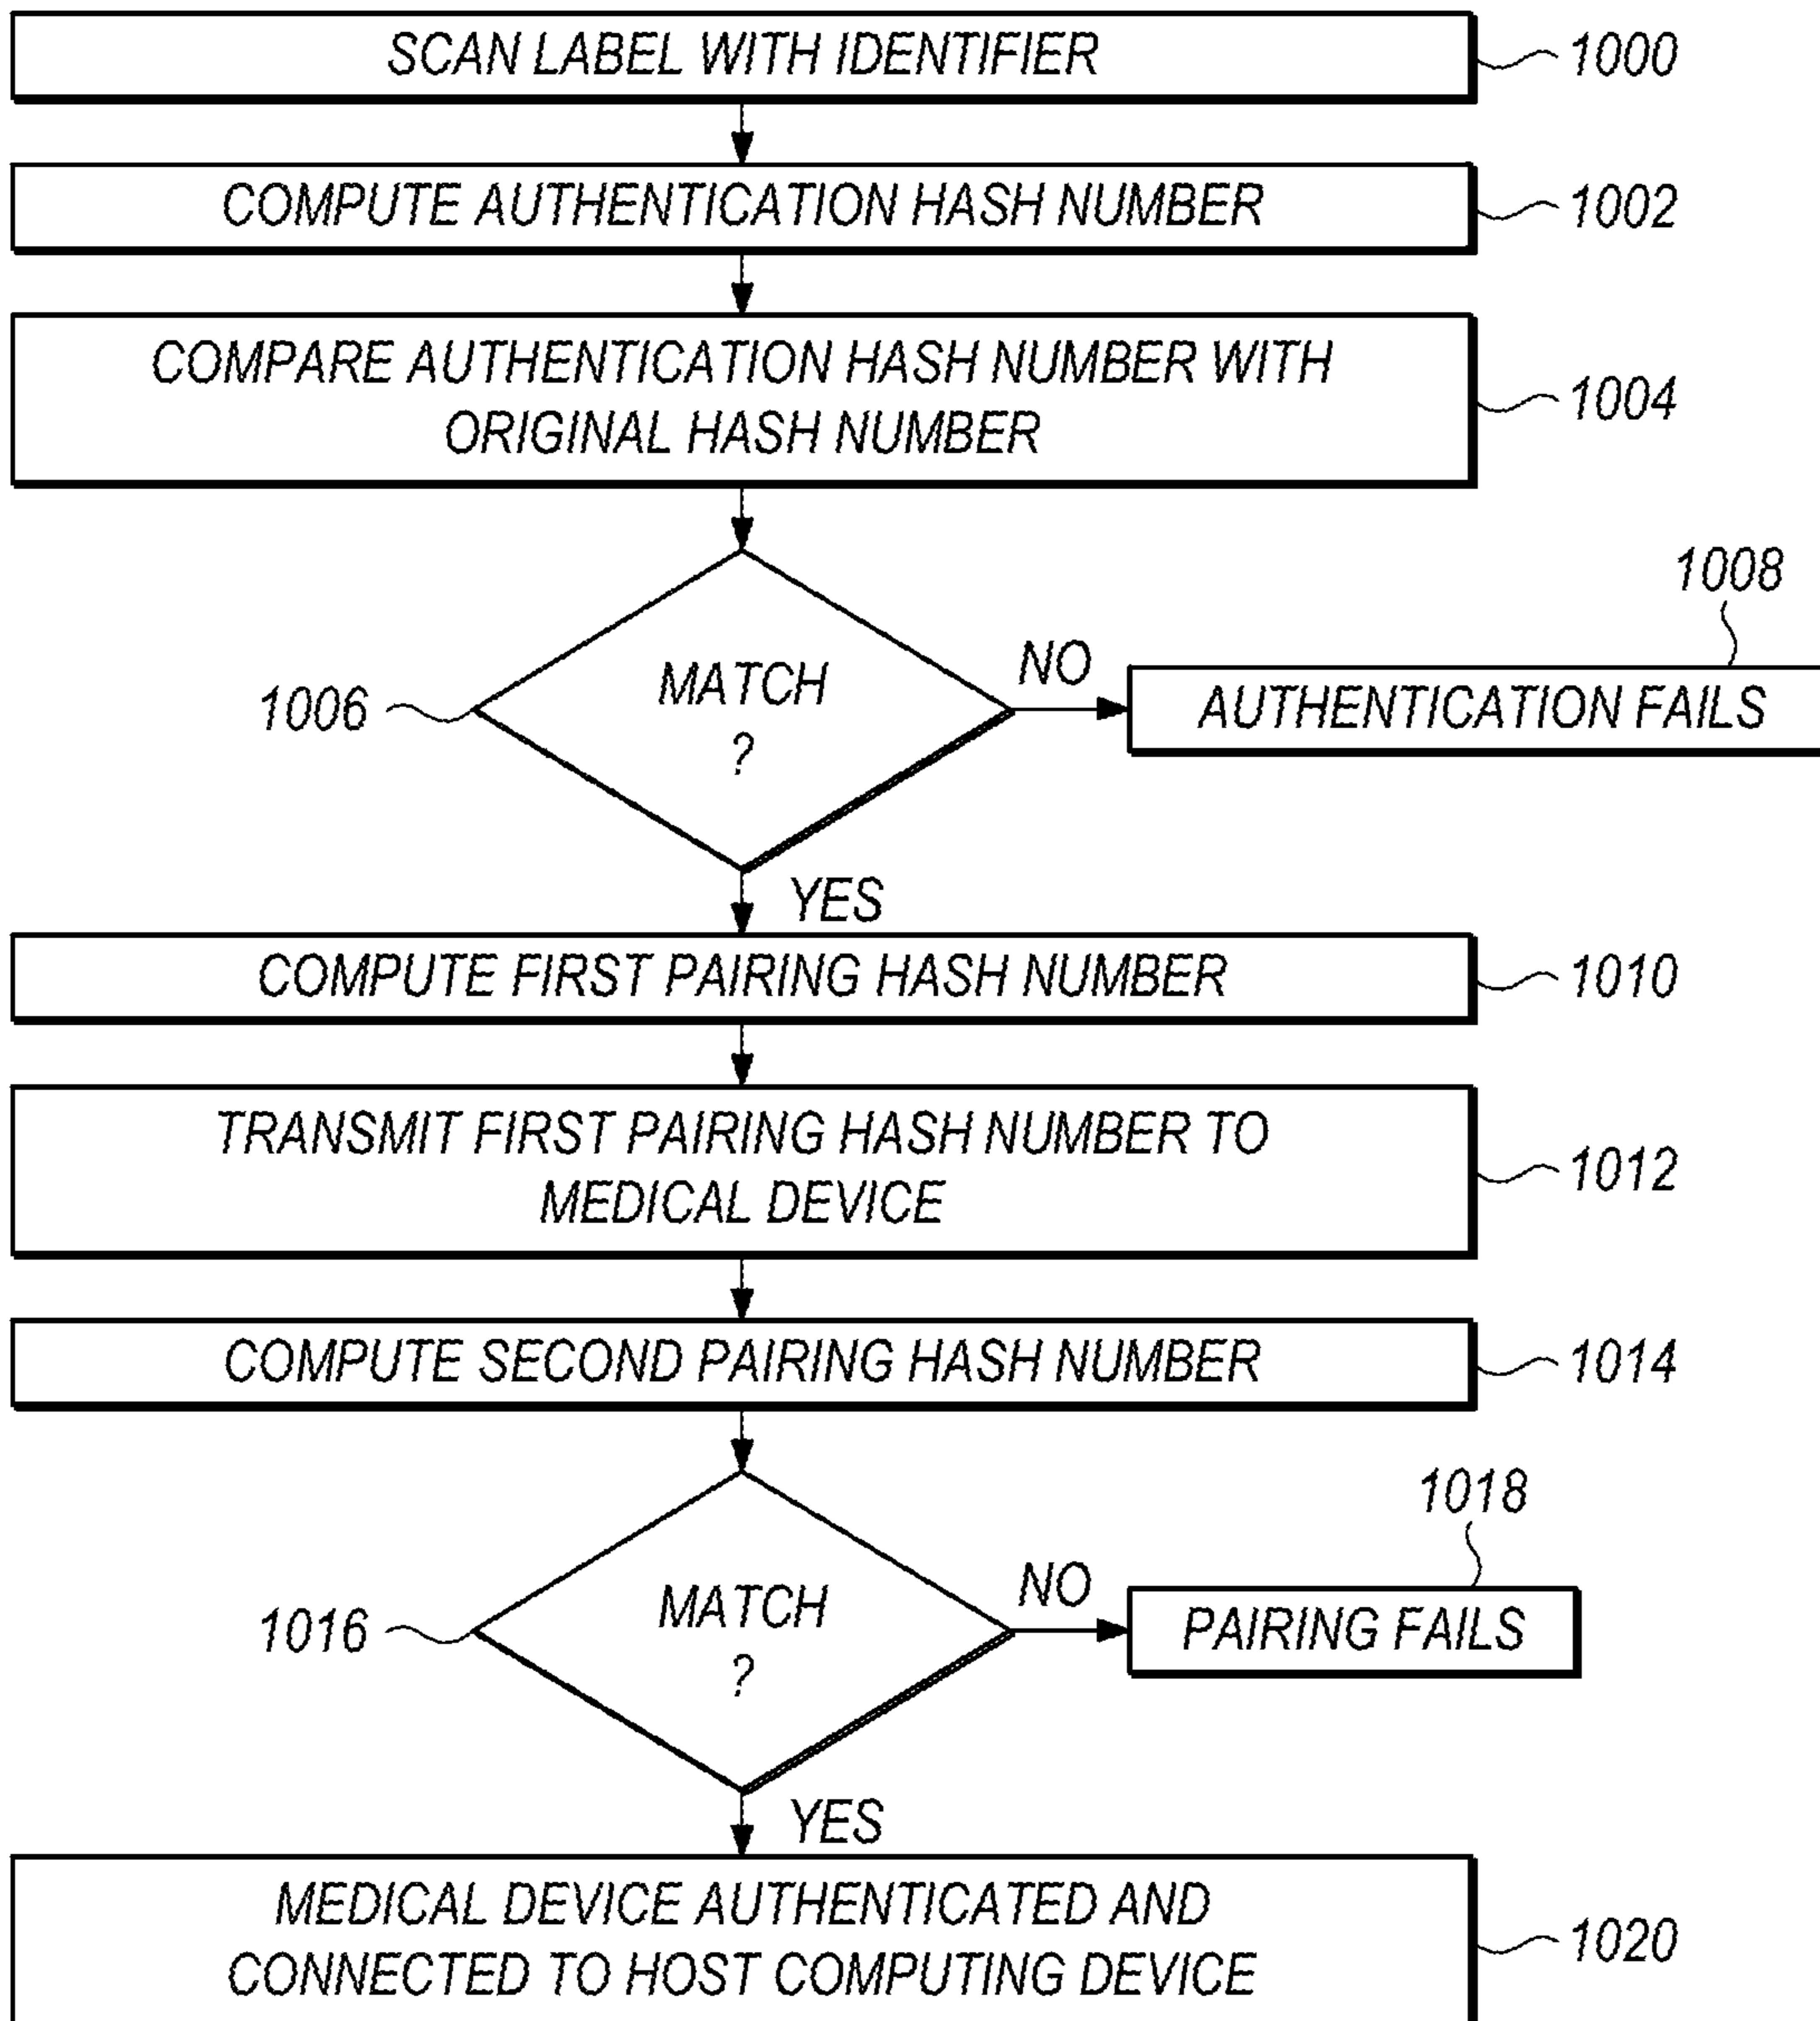 SCAN LABEL WITH IDENTIFIER
1000
COMPUTE AUTHENTICATION HASH NUMBER
1002
COMPARE AUTHENTICATION HASH NUMBER WITH
ORIGINAL HASH NUMBER
1004
1006
MATCH
?
NO
1008
AUTHENTICATION FAILS
YES
COMPUTE FIRST PAIRING HASH NUMBER
1010
TRANSMIT FIRST PAIRING HASH NUMBER TO
MEDICAL DEVICE
1012
COMPUTE SECOND PAIRING HASH NUMBER
1014
1016
MATCH
?
NO
1018
PAIRING FAILS
YES
MEDICAL DEVICE AUTHENTICATED AND
CONNECTED TO HOST COMPUTING DEVICE
1020